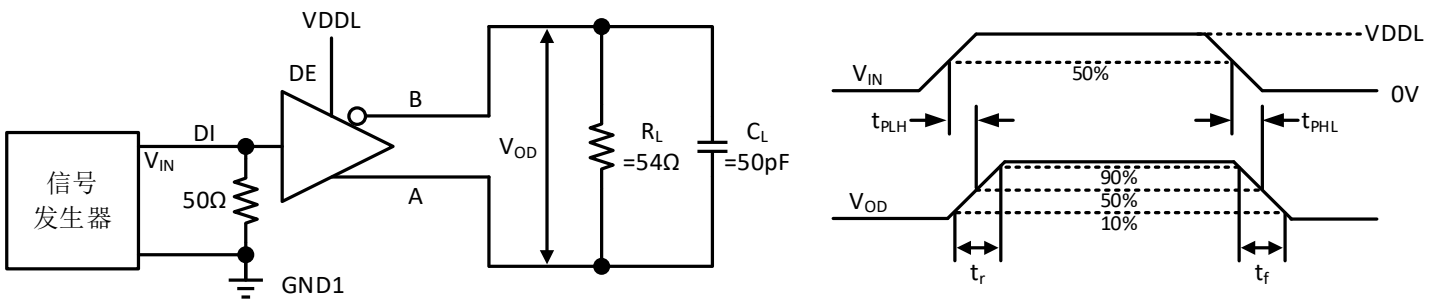 VDDL
DE
B
DI
V_IN
信号
发生器
50Ω
A
GND1
V_OD
R_L
=54Ω
C_L
=50pF
VDDL
V_IN
50%
0V
t_PLH
t_PHL
V_OD
90%
50%
10%
t_r
t_f